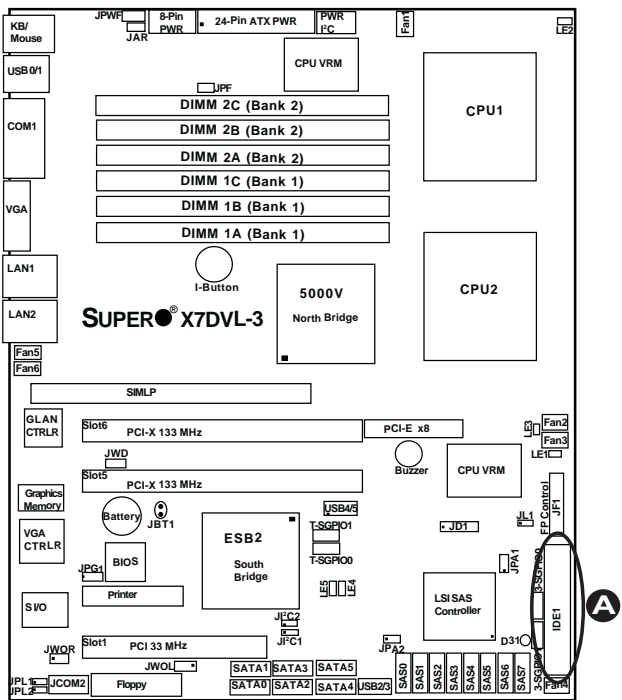 KB/
Mouse
JPWF
JAR
8-Pin
PWR
24-Pin ATX PWR
PWR
I²C
Fan1
LE2
USB0/1
CPU VRM
JPF
COM1
DIMM 2C (Bank 2)
DIMM 2B (Bank 2)
DIMM 2A (Bank 2)
DIMM 1C (Bank 1)
DIMM 1B (Bank 1)
DIMM 1A (Bank 1)
CPU1
VGA
LAN1
I-Button
5000V
North Bridge
CPU2
LAN2
SUPER® X7DVL-3
Fan5
Fan6
SIMLP
GLAN
CTRLR
Slot6
PCI-X 133 MHz
PCI-E x8
LE3
Fan2
Fan3
JWD
Buzzer
CPU VRM
LE1
Slot5
PCI-X 133 MHz
Graphics
Memory
Battery
JBT1
USB4/5
FP Control
JF1
VGA
CTRLR
ESB2
South
Bridge
T-SGPIO1
T-SGPIO0
JD1
JL1
BIOS
JPG1
JPA1
3-SGPIO0
Printer
LE5
LE4
LSI SAS
Controller
IDE1
A
S I/O
JI²C2
JI²C1
Slot1
PCI 33 MHz
JPA2
D31
3-SGPIO1
JWOR
JWOL
SATA1
SATA3
SATA5
SAS0
SAS1
SAS2
SAS3
SAS4
SAS5
SAS6
SAS7
JPL1
JPL2
JCOM2
Floppy
SATA0
SATA2
SATA4
USB2/3
Fan4